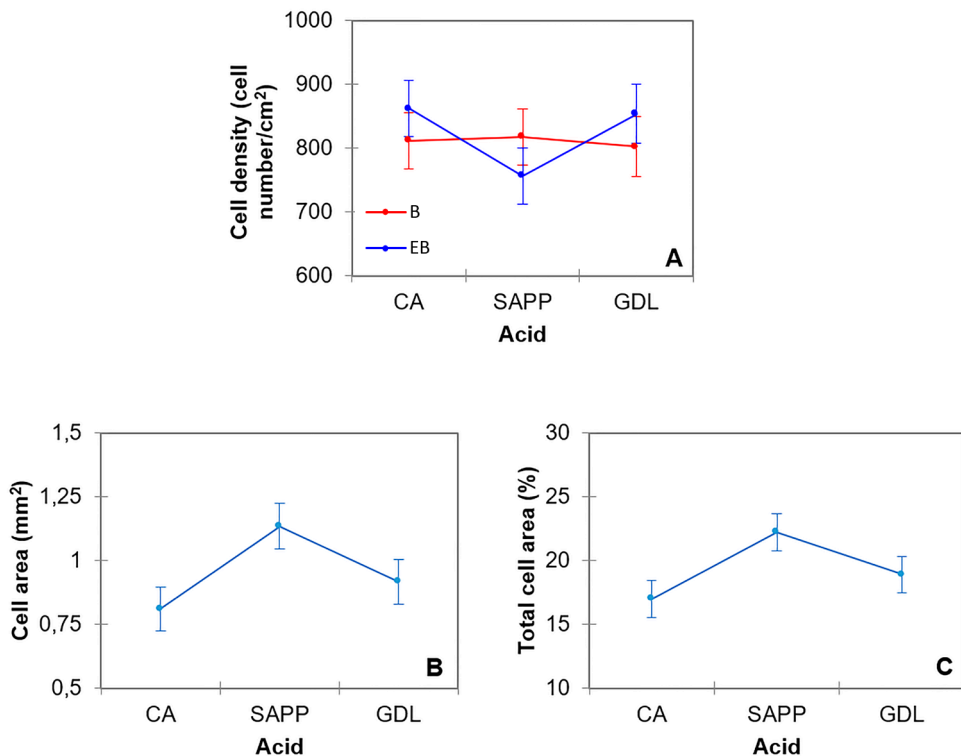 1000
900
800
700
600
Cell density (cell
number/cm²)
B
EB
A
CA SAPP GDL
Acid
1,5
1,25
1
0,75
0,5
Cell area (mm²)
B
CA SAPP GDL
Acid
30
25
20
15
10
Total cell area (%)
C
CA SAPP GDL
Acid